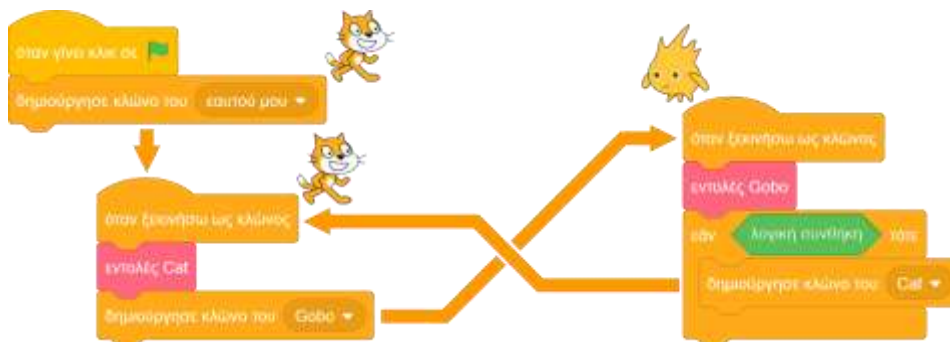 όταν γίνει κλικ σε
δημιούργησε κλώνο του εαυτού μου
όταν ξεκινήσω ως κλώνος
εντολές Cat
δημιούργησε κλώνο του Gobo
όταν ξεκινήσω ως κλώνος
εντολές Gobo
εάν λογική συνθήκη τότε
δημιούργησε κλώνο του Cat